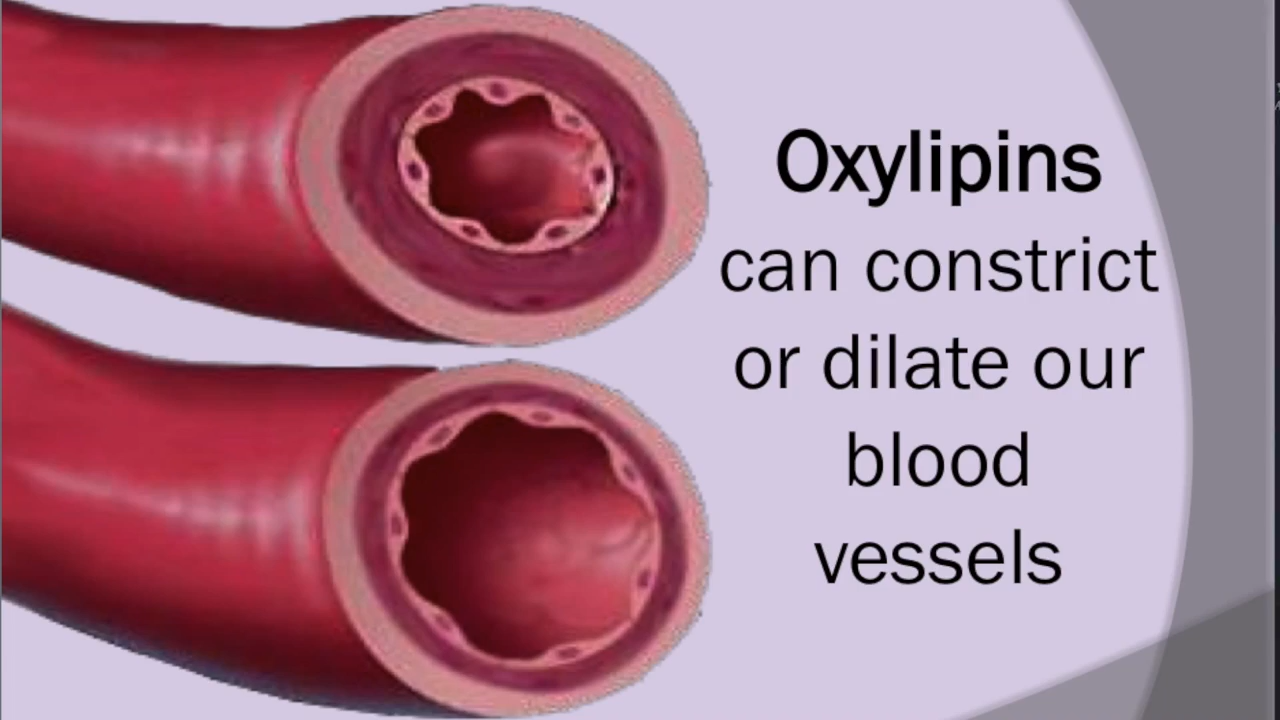 Oxylipins
can constrict
or dilate our
blood
vessels